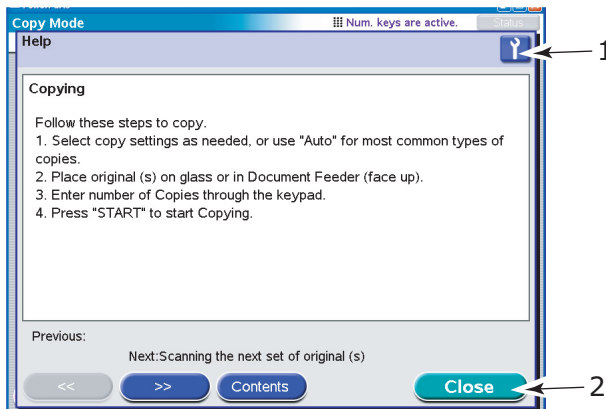 Copy Mode
Num. keys are active.
Status
Help
1
Copying
Follow these steps to copy.
1. Select copy settings as needed, or use "Auto" for most common types of
copies.
2. Place original (s) on glass or in Document Feeder (face up).
3. Enter number of Copies through the keypad.
4. Press "START" to start Copying.
Previous:
Next:Scanning the next set of original (s)
<<
>>
Contents
Close
2